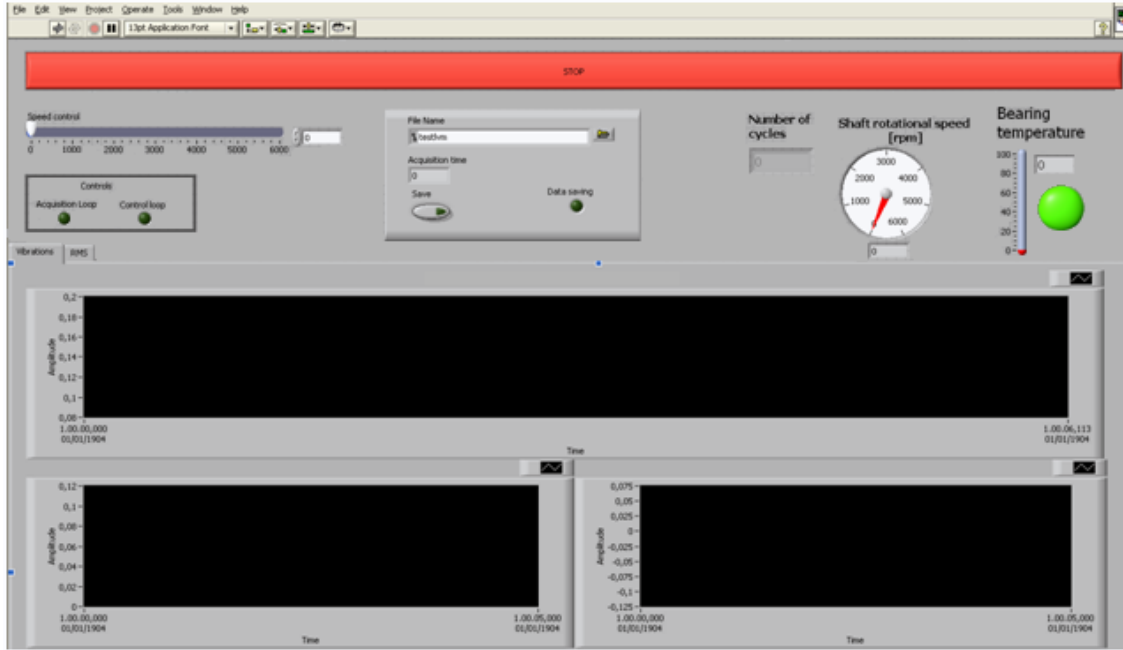 File Edit View Project Operate Tools Window Help
13pt Application Font
STOP
Speed control
0 1000 2000 3000 4000 5000 6000
0
Controls
Acquisition Loop Control loop
File Name
testlvm
Acquisition time
0
Save
Data saving
Number of
cycles
0
Shaft rotational speed
[rpm]
0 1000 2000 3000 4000 5000 6000
0
Bearing
temperature
100
80
60
40
20
0
0
Vibrations RMS
Amplitude
0,2
0,18
0,16
0,14
0,12
0,1
0,08
1.00.00,000 1.00.06,113
01/01/1904 01/01/1904
Time
Amplitude
0,12
0,1
0,08
0,06
0,04
0,02
0
1.00.00,000 1.00.05,000
01/01/1904 01/01/1904
Time
Amplitude
0,075
0,05
0,025
0
-0,025
-0,05
-0,075
-0,1
-0,125
1.00.00,000 1.00.05,000
01/01/1904 01/01/1904
Time